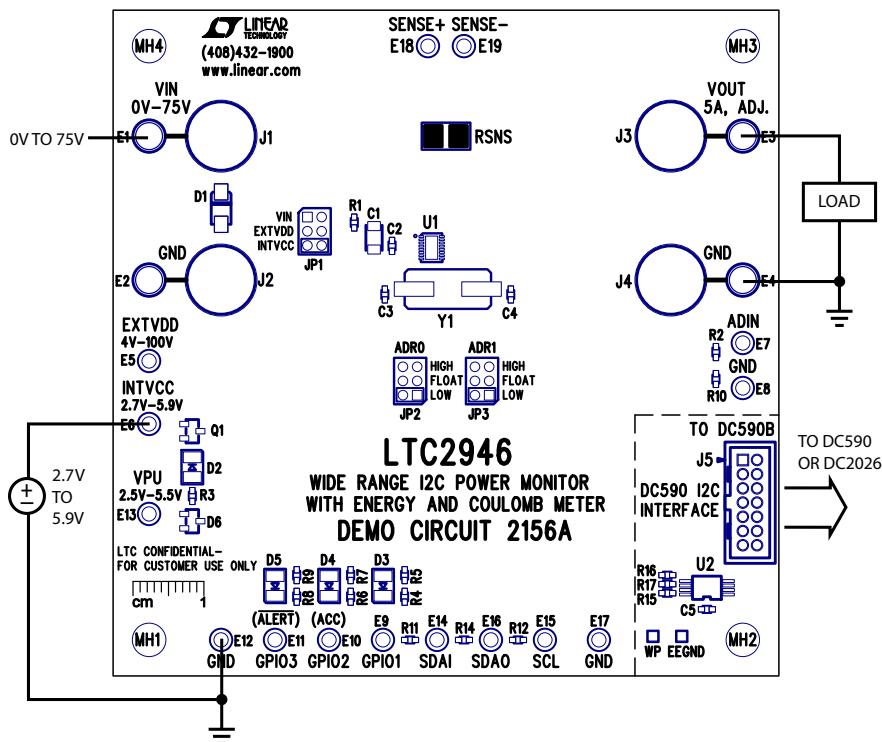 LINEAR
TECHNOLOGY
(408)432-1900
www.linear.com
MH4
SENSE+ SENSE-
E18 E19
MH3
VIN
0V-75V
VOUT
5A, ADJ.
0V TO 75V
E1
J1
RSNS
J3
E3
LOAD
D1
VIN
EXTVDD
INTVCC
JP1
R1
C1
C2
U1
GND
E2
J2
GND
J4
E4
C3
Y1
C4
EXTVDD
4V-100V
E5
ADIN
R2
E7
GND
R10
E8
ADR0
HIGH
FLOAT
LOW
JP2
ADR1
HIGH
FLOAT
LOW
JP3
INTVCC
2.7V-5.9V
E6
Q1
D2
2.7V
TO
5.9V
VPU
2.5V-5.5V
R3
E13
D6
LTC2946
WIDE RANGE I2C POWER MONITOR
WITH ENERGY AND COULOMB METER
DEMO CIRCUIT 2156A
TO DC590B
J5
DC590 I2C
INTERFACE
TO DC590
OR DC2026
LTC CONFIDENTIAL-
FOR CUSTOMER USE ONLY
cm 1
D5
R9
R8
D4
R7
R6
D3
R5
R4
U2
R16
R17
R15
C5
MH1
(ALERT)
(ACC)
E12
E11
E10
E9
R11
E14
R14
E16
R12
E15
E17
GND GPIO3 GPIO2 GPIO1 SDAI SDAO SCL GND
WP EEGND
MH2